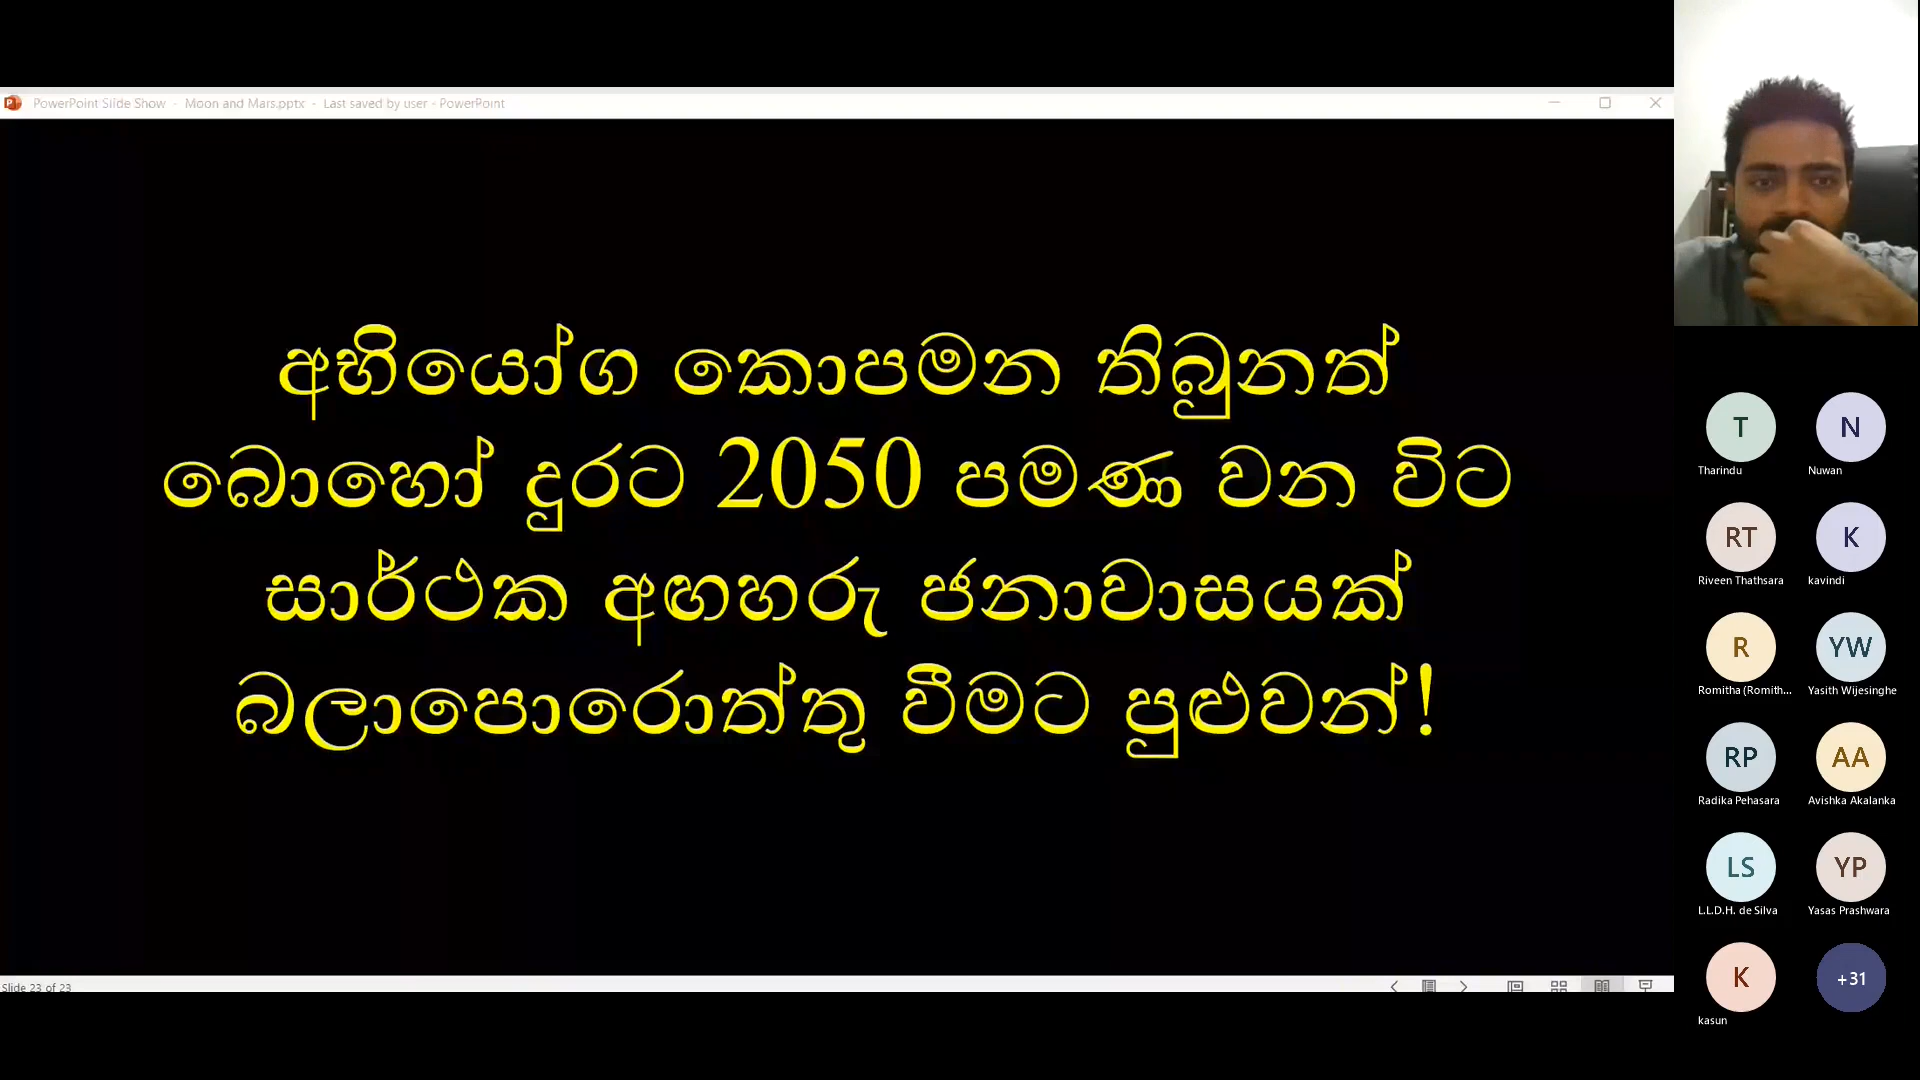 PowerPoint Slide Show - Moon and Mars.pptx - Last saved by user - PowerPoint
අභියෝග කොපමන තිබුනත්
බොහෝ දුරට 2050 පමණ වන විට
සාර්ථක අඟහරු ජනාවාසයක්
බලාපොරොත්තු වීමට පුළුවන්!
Slide 23 of 23
T N
Tharindu Nuwan
RT K
Riveen Thathsara kavindi
R YW
Romitha (Romith... Yasith Wijesinghe
RP AA
Radika Pehasara Avishka Akalanka
LS YP
L.L.D.H. de Silva Yasas Prashwara
K +31
kasun